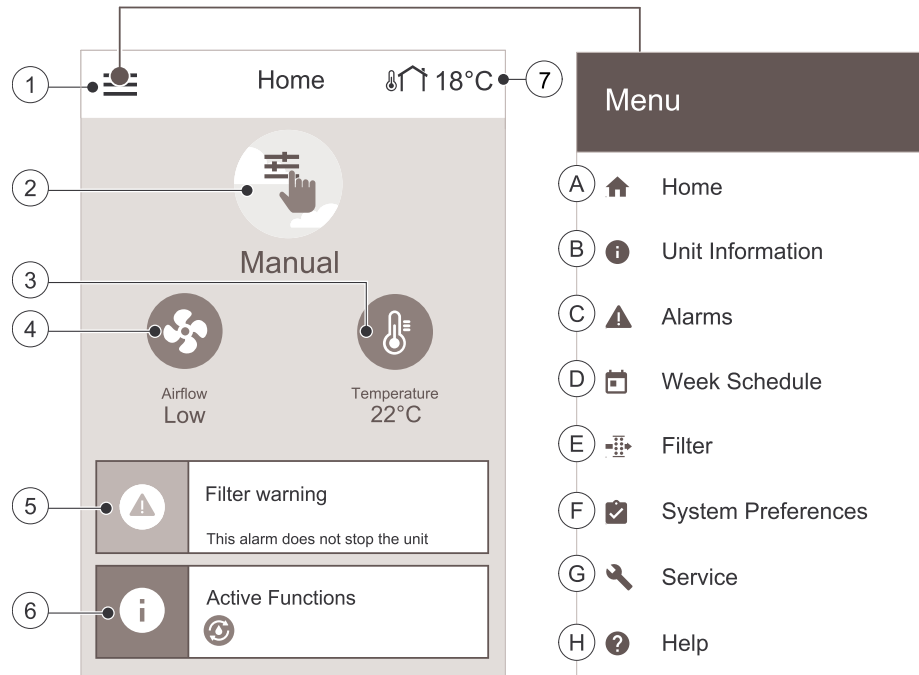 1
Home
18°C
7
2
Manual
3
4
Airflow
Low
Temperature
22°C
5
Filter warning
This alarm does not stop the unit
6
Active Functions
Menu
A Home
B Unit Information
C Alarms
D Week Schedule
E Filter
F System Preferences
G Service
H Help